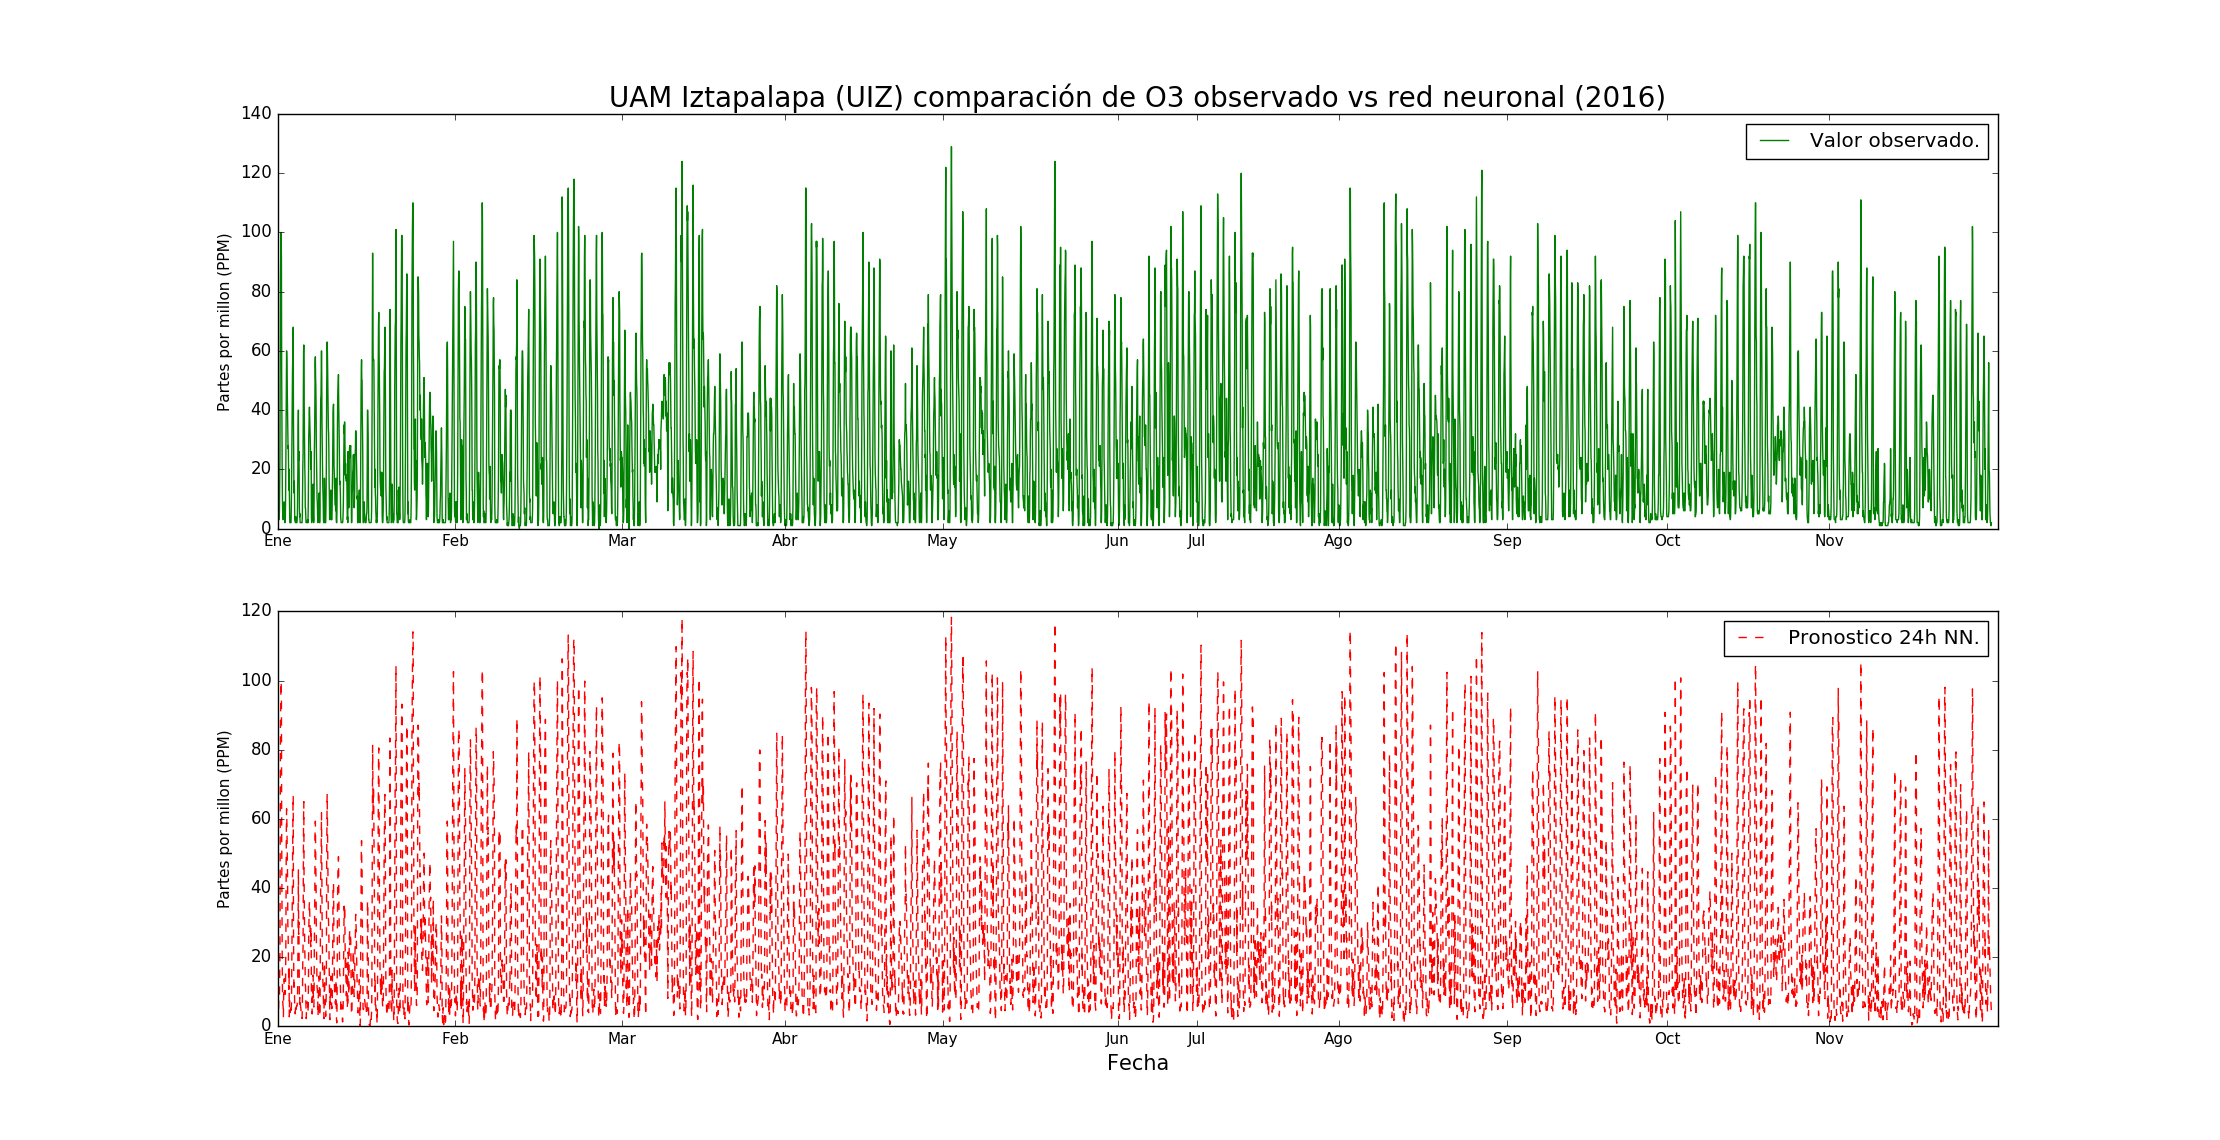 UAM Iztapalapa (UIZ) comparación de O3 observado vs red neuronal (2016)
140
120
100
80
60
40
20
0
Partes por millon (PPM)
Valor observado.
Ene Feb Mar Abr May Jun Jul Ago Sep Oct Nov
120
100
80
60
40
20
0
Partes por millon (PPM)
Pronostico 24h NN.
Ene Feb Mar Abr May Jun Jul Ago Sep Oct Nov
Fecha